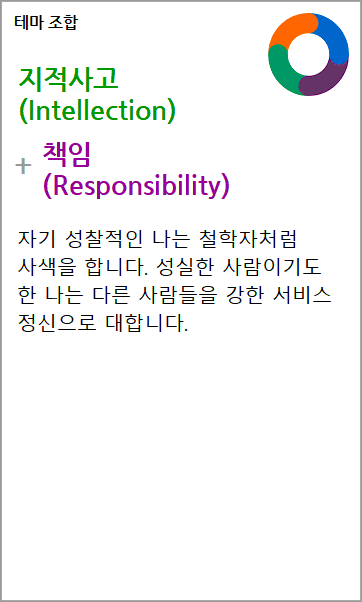 테마 조합
지적사고
(Intellection)
+ 책임
(Responsibility)
자기 성찰적인 나는 철학자처럼
사색을 합니다. 성실한 사람이기도
한 나는 다른 사람들을 강한 서비스
정신으로 대합니다.